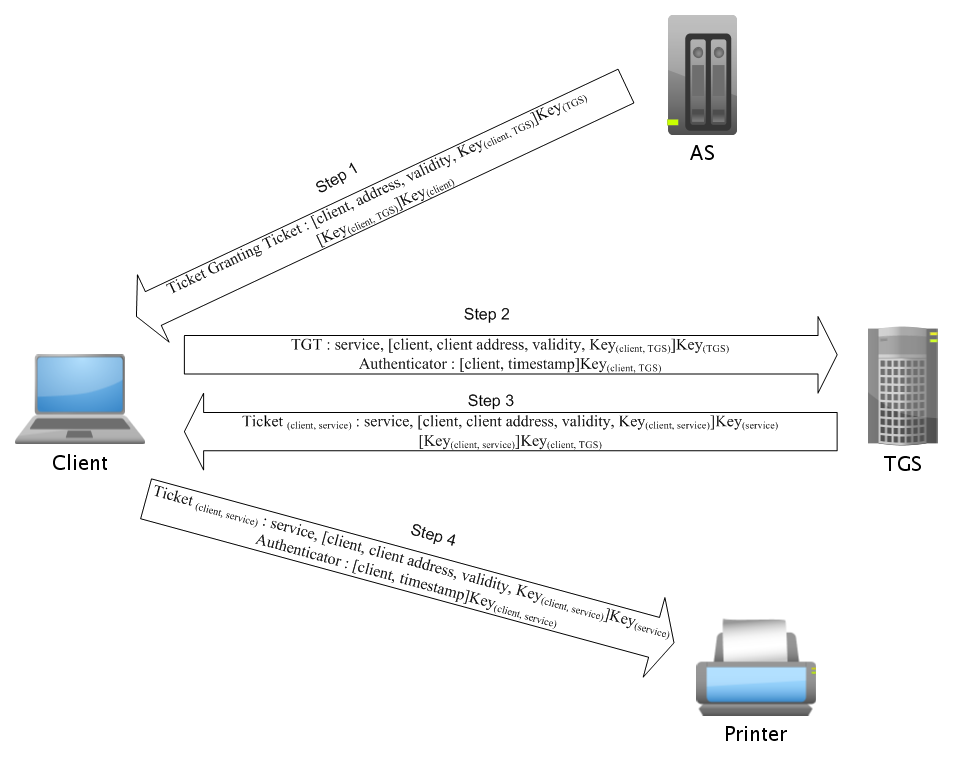 AS
Step 1
Ticket Granting Ticket : [client, address, validity, Key(client, TGS)]Key(TGS)
[Key(client, TGS)]Key(client)
Step 2
TGT : service, [client, client address, validity, Key(client, TGS)]Key(TGS)
Authenticator : [client, timestamp]Key(client, TGS)
Step 3
Ticket (client, service) : service, [client, client address, validity, Key(client, service)]Key(service)
[Key(client, service)]Key(client, TGS)
Client
TGS
Step 4
Ticket (client, service) : service, [client, client address, validity, Key(client, service)]Key(service)
Authenticator : [client, timestamp]Key(client, service)
Printer